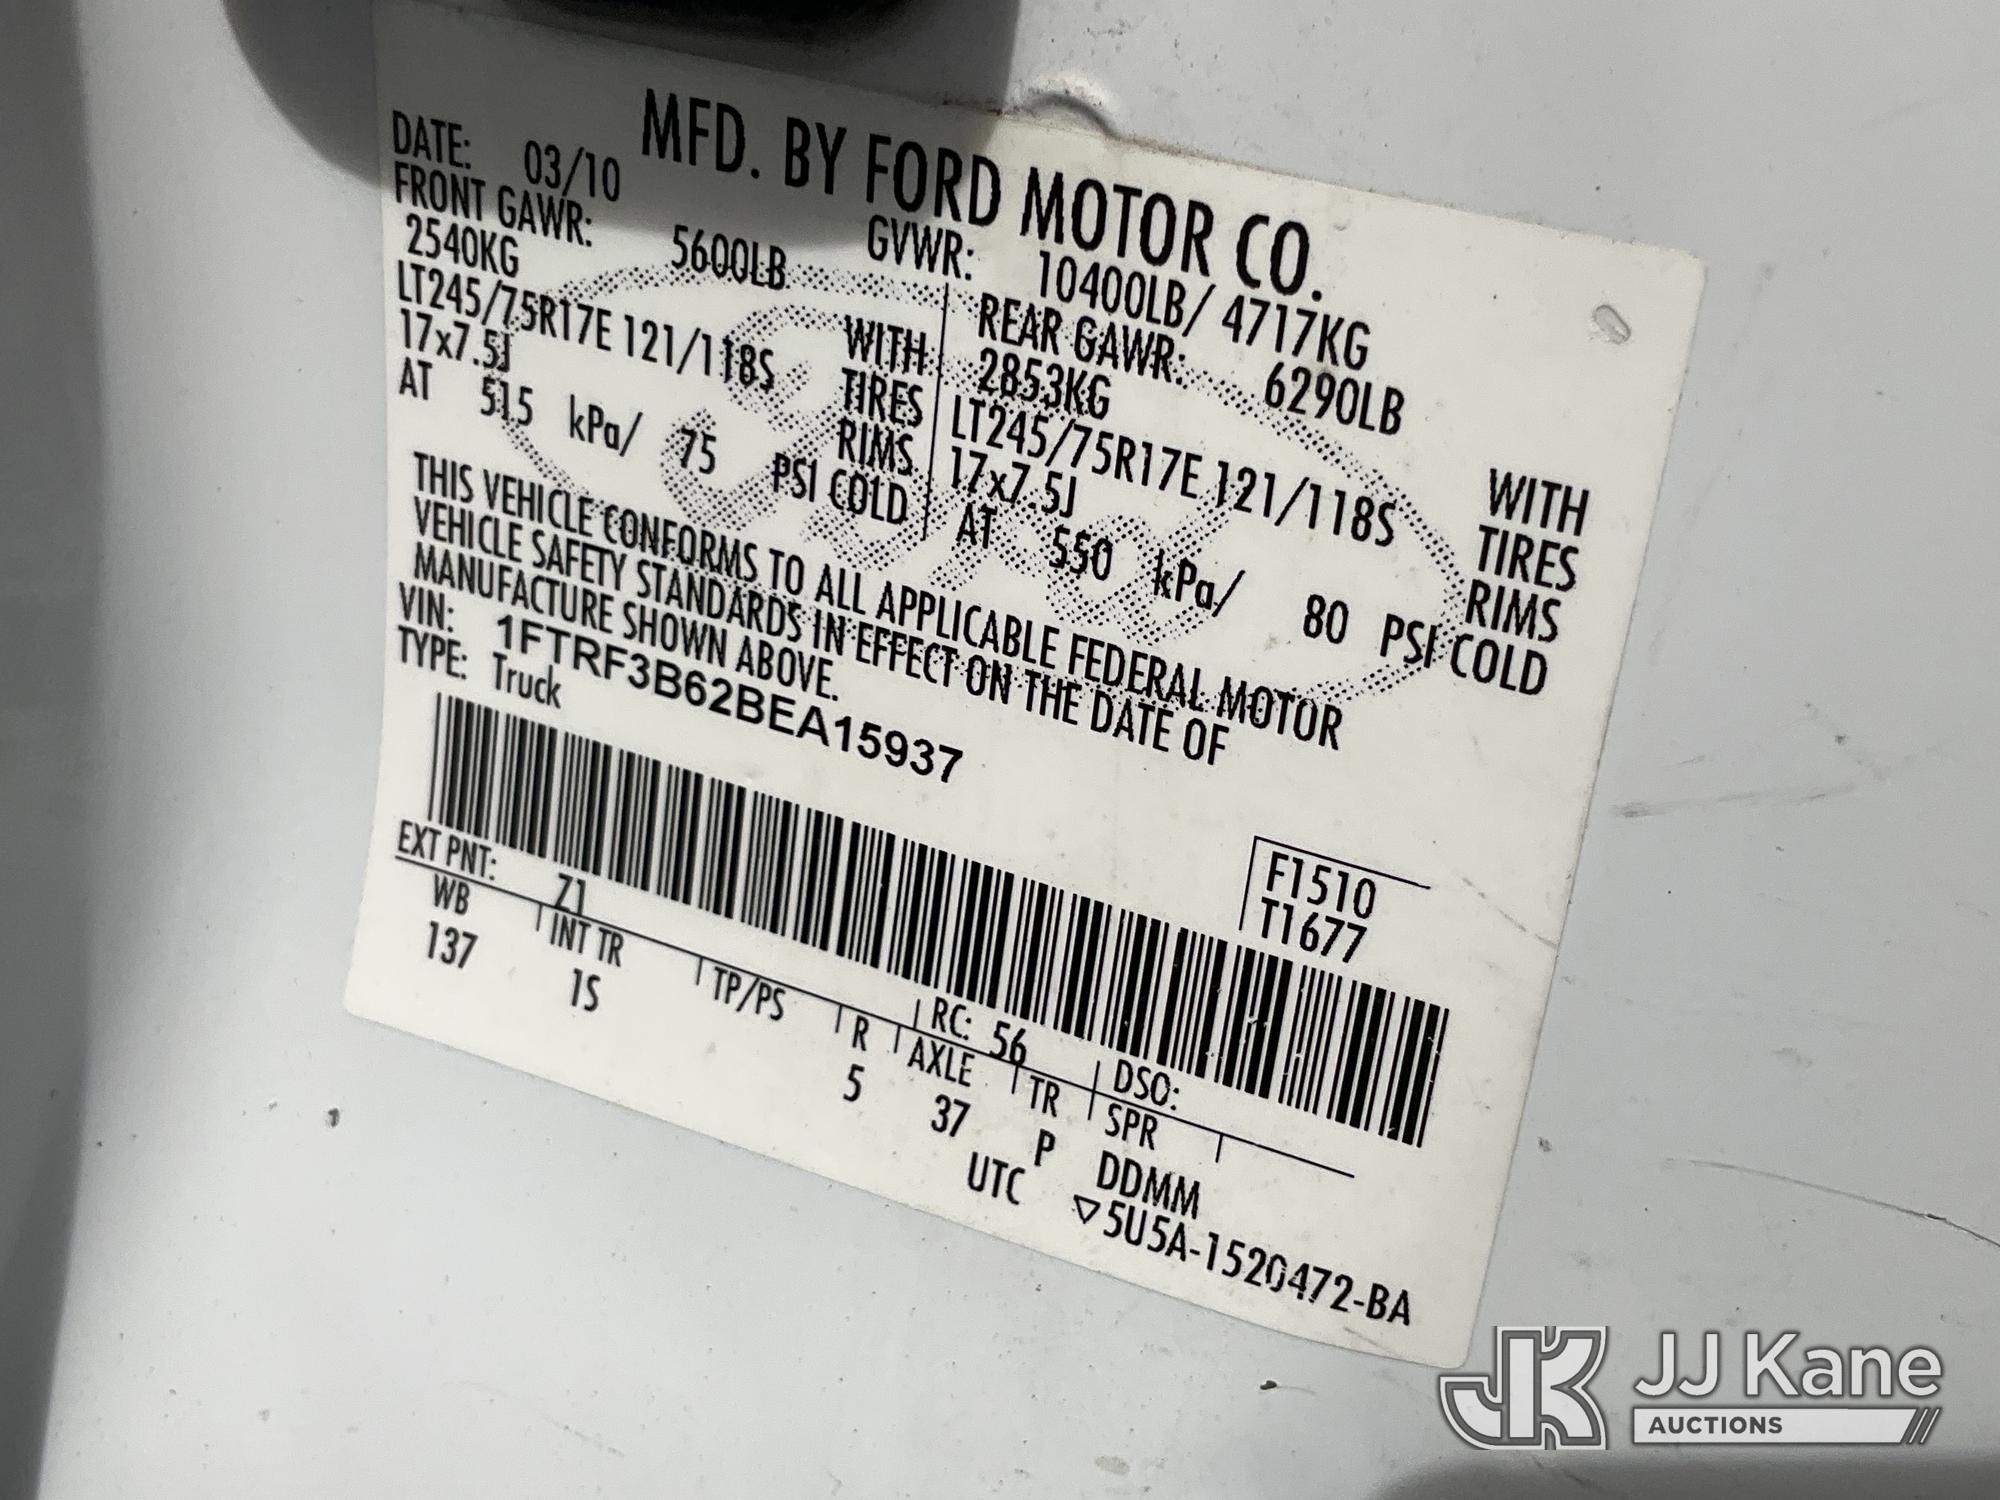 MFD. BY FORD MOTOR CO.
DATE: 03/10 GVWR: 10400LB/ 4717KG
FRONT GAWR: 5600LB REAR GAWR: 6290LB
2540KG WITH 2853KG WITH
LT245/75R17E 121/118S TIRES LT245/75R17E 121/118S TIRES
17x7.5J RIMS 17x7.5J RIMS
AT 515 kPa/ 75 PSI COLD AT 550 kPa/ 80 PSI COLD
THIS VEHICLE CONFORMS TO ALL APPLICABLE FEDERAL MOTOR
VEHICLE SAFETY STANDARDS IN EFFECT ON THE DATE OF
MANUFACTURE SHOWN ABOVE.
VIN: 1FTRF3B62BEA15937
TYPE: Truck
F1510
T1677
EXT PNT: Z1 RC: 56 DSO:
WB INT TR TP/PS R AXLE TR SPR
137 1S 5 37 P DDMM
UTC ▽5U5A-1520472-BA
JK JJ Kane
AUCTIONS